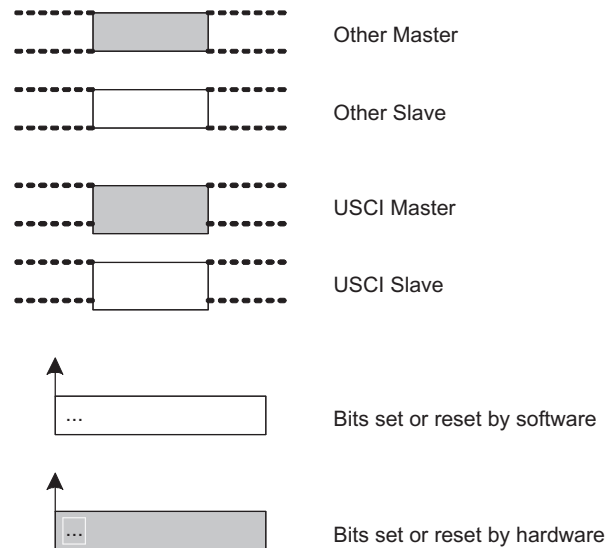 Other Master
Other Slave
USCI Master
USCI Slave
...
Bits set or reset by software
...
Bits set or reset by hardware